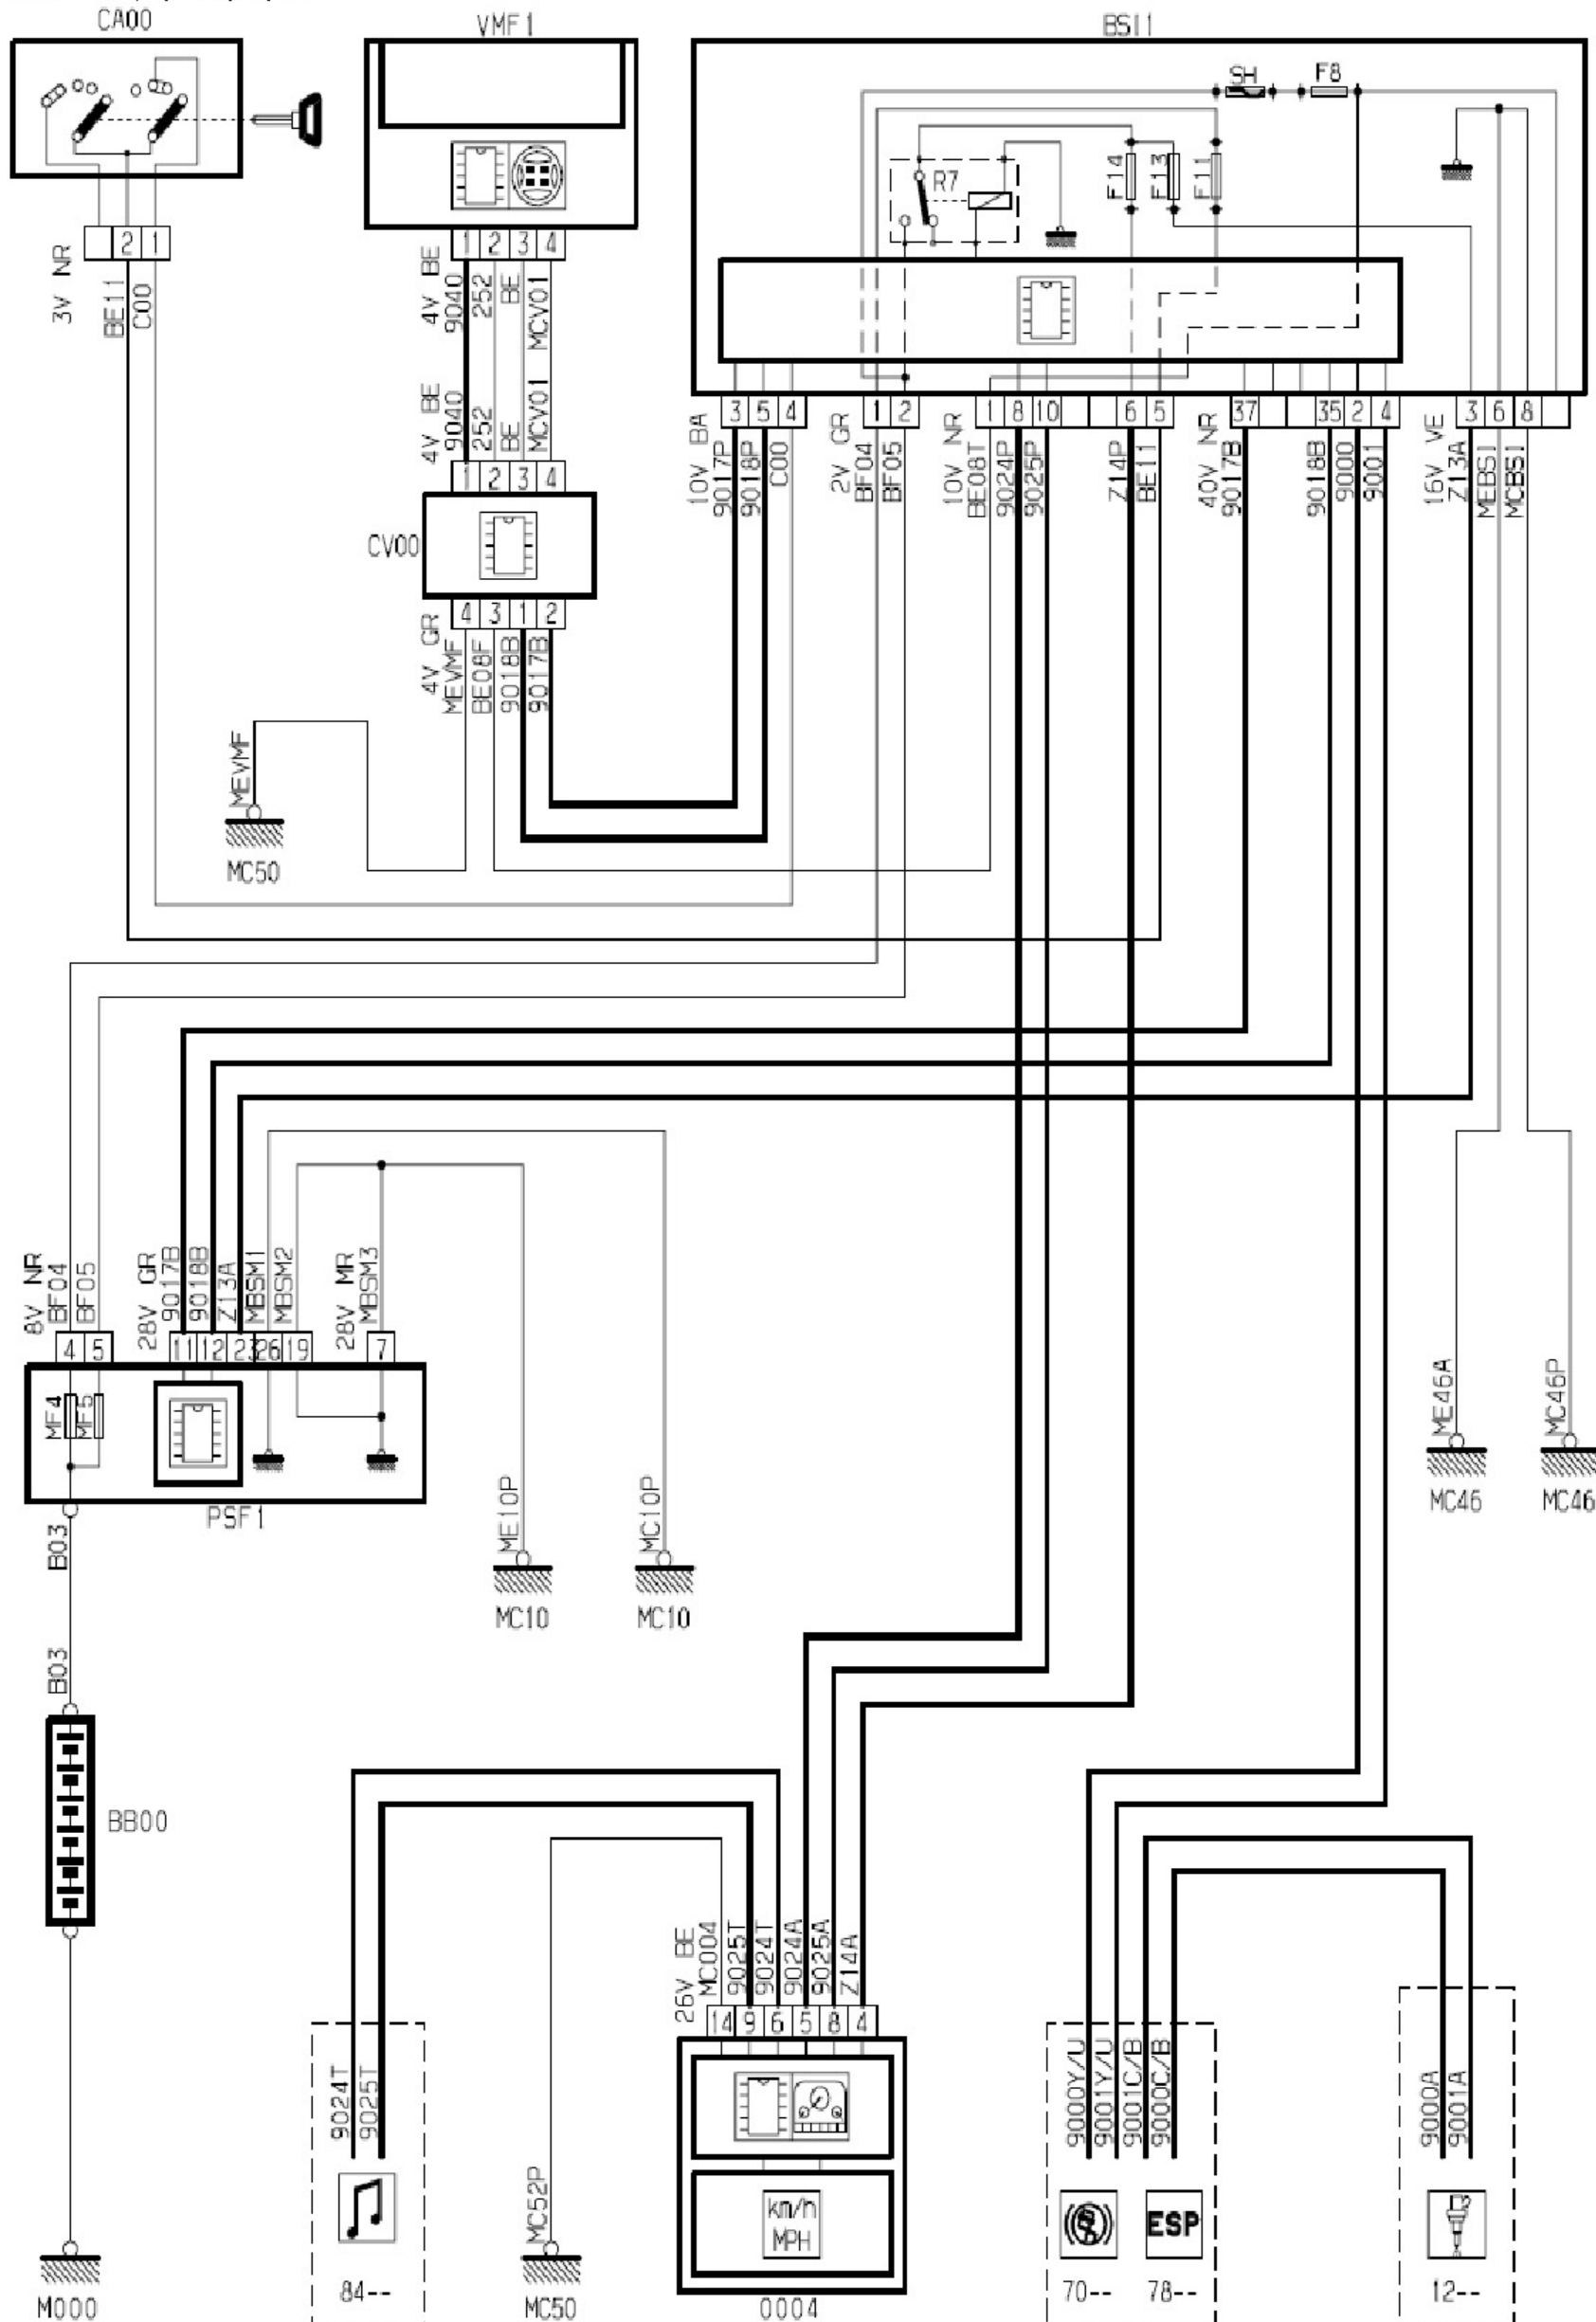 CA00
VMF1
BSI1
SH
F8
R7
F14
F13
F11
2 1
3V NR
BE11
C00
1 2 3 4
4V BE
9040
252
BE
MCV01
4V BE
9040
252
BE
MCV01
1 2 3 4
CV00
4 3 1 2
4V GR
MEVMF
BE08F
9018B
9017B
MEVMF
MC50
3 5 4
10V BA
9017P
9018P
C00
1 2
2V GR
BF04
BF05
1 8 10 6 5
10V NR
BE08T
9024P
9025P
Z14P
BE11
37 35 2 4
40V NR
9017B
9018B
9000
9001
3 6 8
16V VE
Z13A
MEBSI
MCBSI
8V NR
BF04
BF05
28V GR
9017B
9018B
Z13A
MBSM1
MBSM2
28V MR
MBSM3
4 5
11 12 23 26 19
7
MF4
MF5
PSF1
B03
B03
BB00
M000
ME10P
MC10
MC10P
MC10
ME46A
MC46
MC46P
MC46
26V BE
MC004
9025T
9024T
9024A
9025A
Z14A
14 9 6 5 8 4
km/h
MPH
0004
9024T
9025T
84--
MC52P
MC50
9000Y/U
9001Y/U
9001C/B
9000C/B
ESP
70--
78--
9000A
9001A
12--